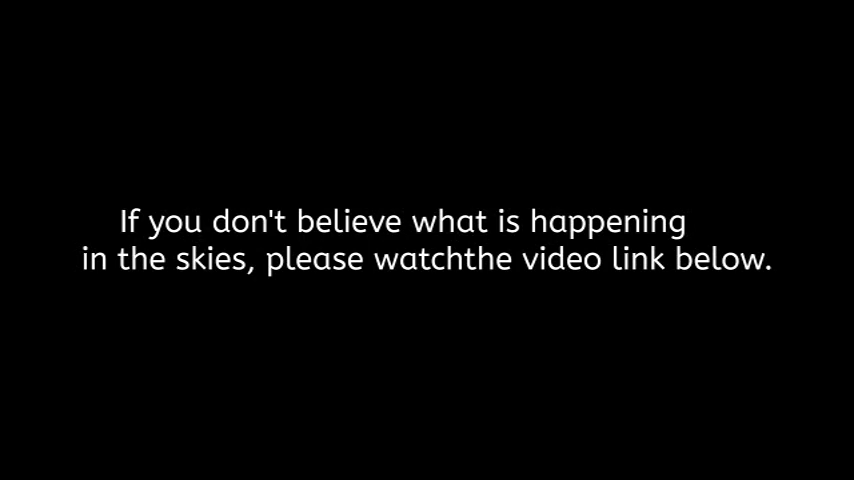 If you don't believe what is happening
in the skies, please watchthe video link below.